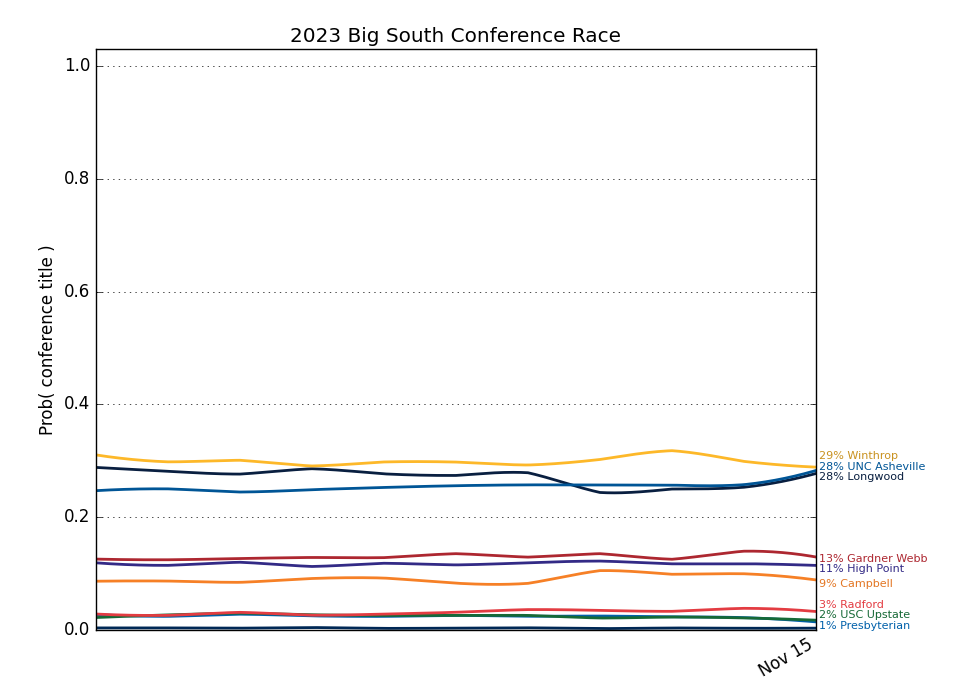 2023 Big South Conference Race
Prob( conference title )
1.0
0.8
0.6
0.4
0.2
0.0
29% Winthrop
28% UNC Asheville
28% Longwood
13% Gardner Webb
11% High Point
9% Campbell
3% Radford
2% USC Upstate
1% Presbyterian
Nov 15